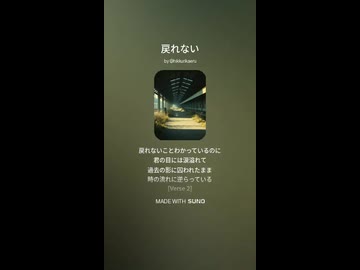 戻れない
戻れないことわかっているのに
君の目には涙溢れて
過去の影に囚われたまま
時の流れに逆らっている
[Verse 2]
MADE WITH SUNO